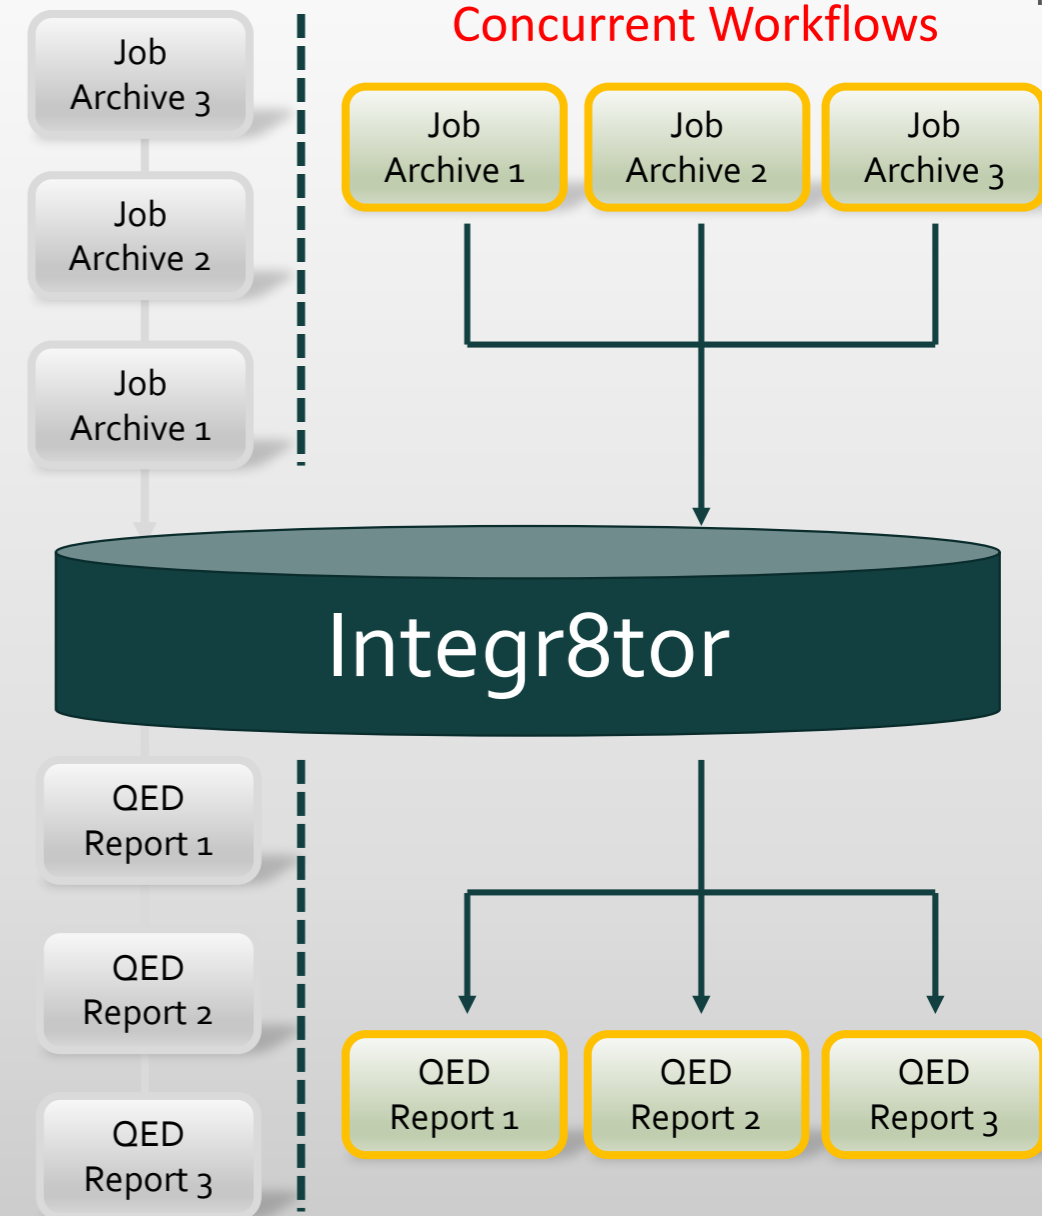 Concurrent Workflows
Job
Archive 3
Job
Archive 2
Job
Archive 1
Job
Archive 1
Job
Archive 2
Job
Archive 3
Integr8tor
QED
Report 1
QED
Report 2
QED
Report 3
QED
Report 1
QED
Report 2
QED
Report 3